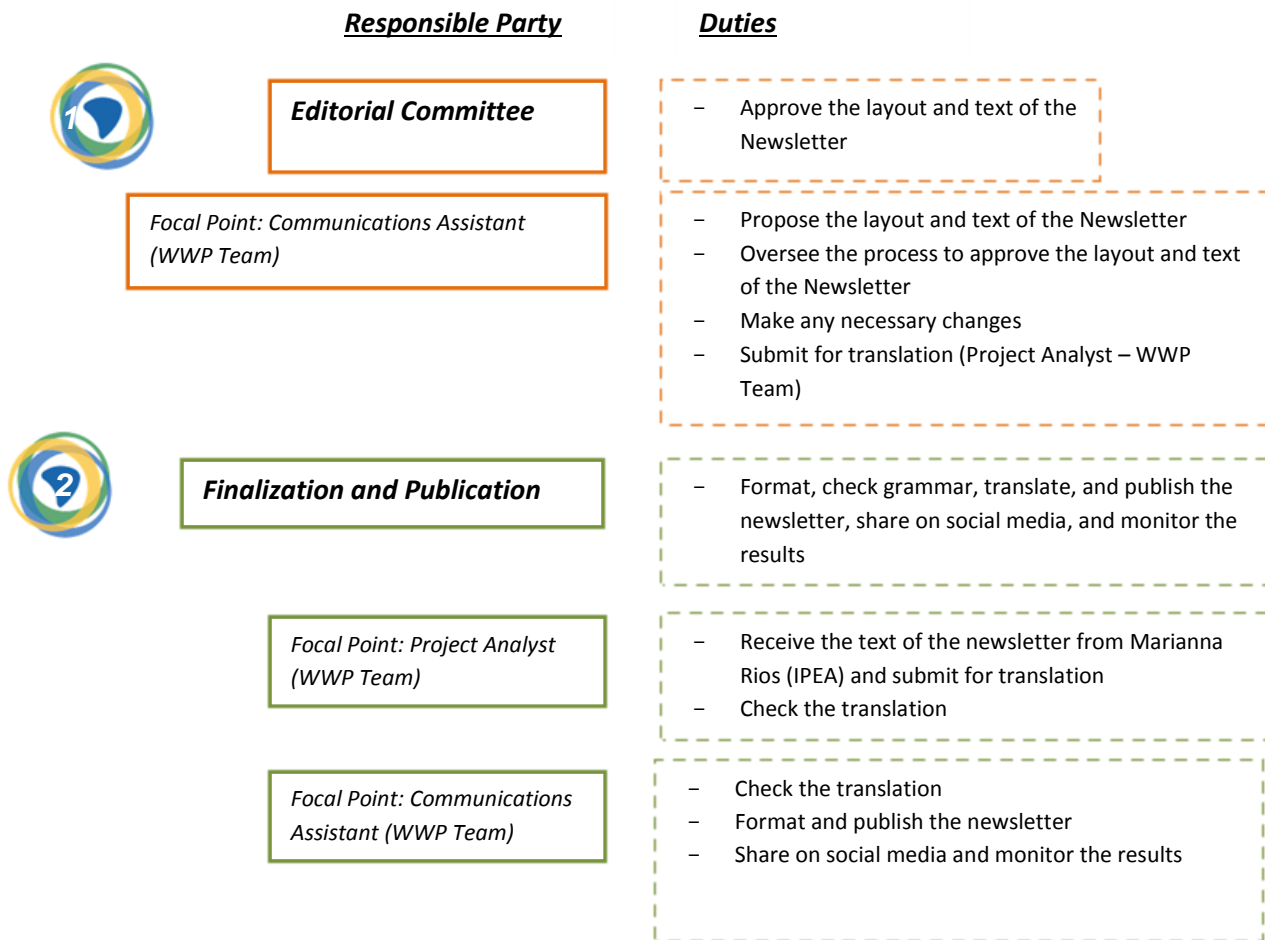 Responsible Party Duties
1
Editorial Committee
- Approve the layout and text of the
Newsletter
Focal Point: Communications Assistant
(WWP Team)
- Propose the layout and text of the Newsletter
- Oversee the process to approve the layout and text
of the Newsletter
- Make any necessary changes
- Submit for translation (Project Analyst – WWP
Team)
2
Finalization and Publication
- Format, check grammar, translate, and publish the
newsletter, share on social media, and monitor the
results
Focal Point: Project Analyst
(WWP Team)
- Receive the text of the newsletter from Marianna
Rios (IPEA) and submit for translation
- Check the translation
Focal Point: Communications
Assistant (WWP Team)
- Check the translation
- Format and publish the newsletter
- Share on social media and monitor the results